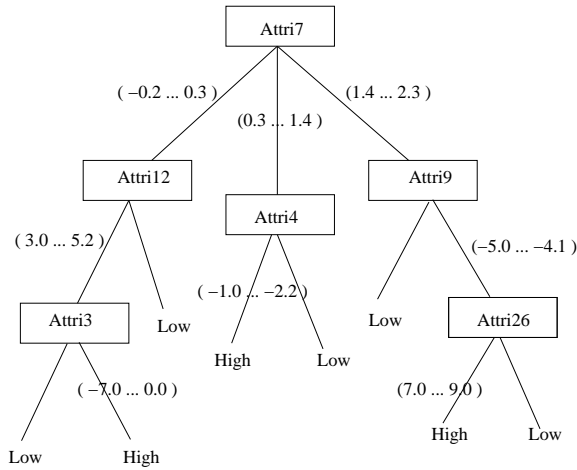 Attri7
( −0.2 ... 0.3 )
(0.3 ... 1.4 )
(1.4 ... 2.3 )
Attri12
Attri4
Attri9
( 3.0 ... 5.2 )
( −1.0 ... −2.2 )
(−5.0 ... −4.1 )
Attri3
Low
High
Low
Low
Attri26
( −7.0 ... 0.0 )
(7.0 ... 9.0 )
Low
High
High
Low